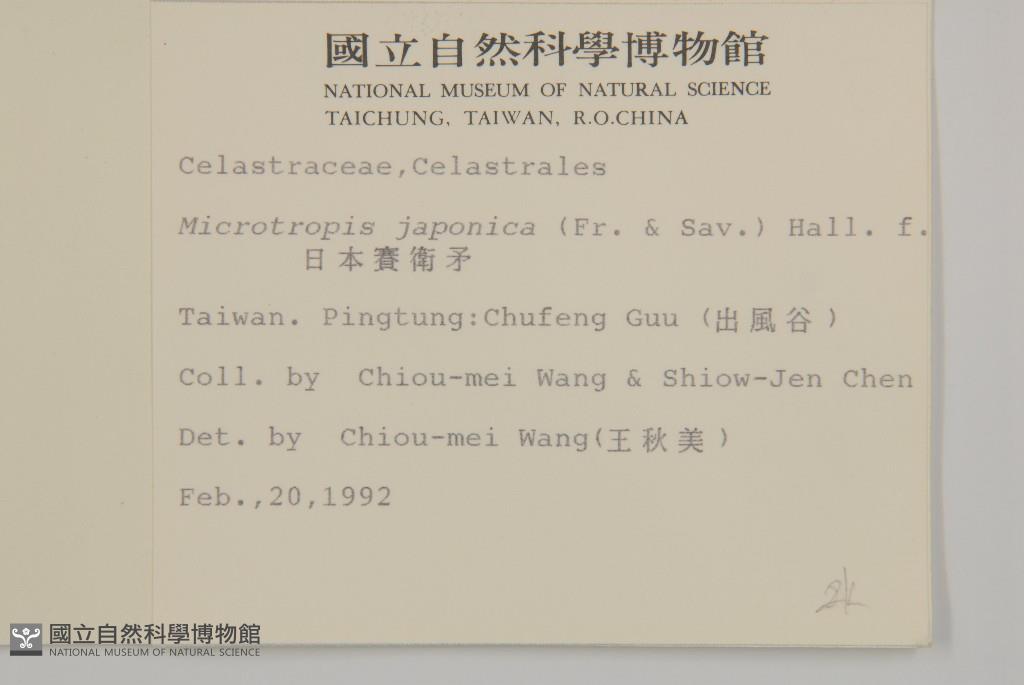 國立自然科學博物館
NATIONAL MUSEUM OF NATURAL SCIENCE
TAICHUNG, TAIWAN, R.O.CHINA
Celastraceae,Celastrales
Microtropis japonica (Fr. & Sav.) Hall. f.
日本賽衛矛
Taiwan. Pingtung:Chufeng Guu (出風谷)
Coll. by Chiou-mei Wang & Shiow-Jen Chen
Det. by Chiou-mei Wang(王秋美)
Feb.,20,1992
國立自然科學博物館
NATIONAL MUSEUM OF NATURAL SCIENCE